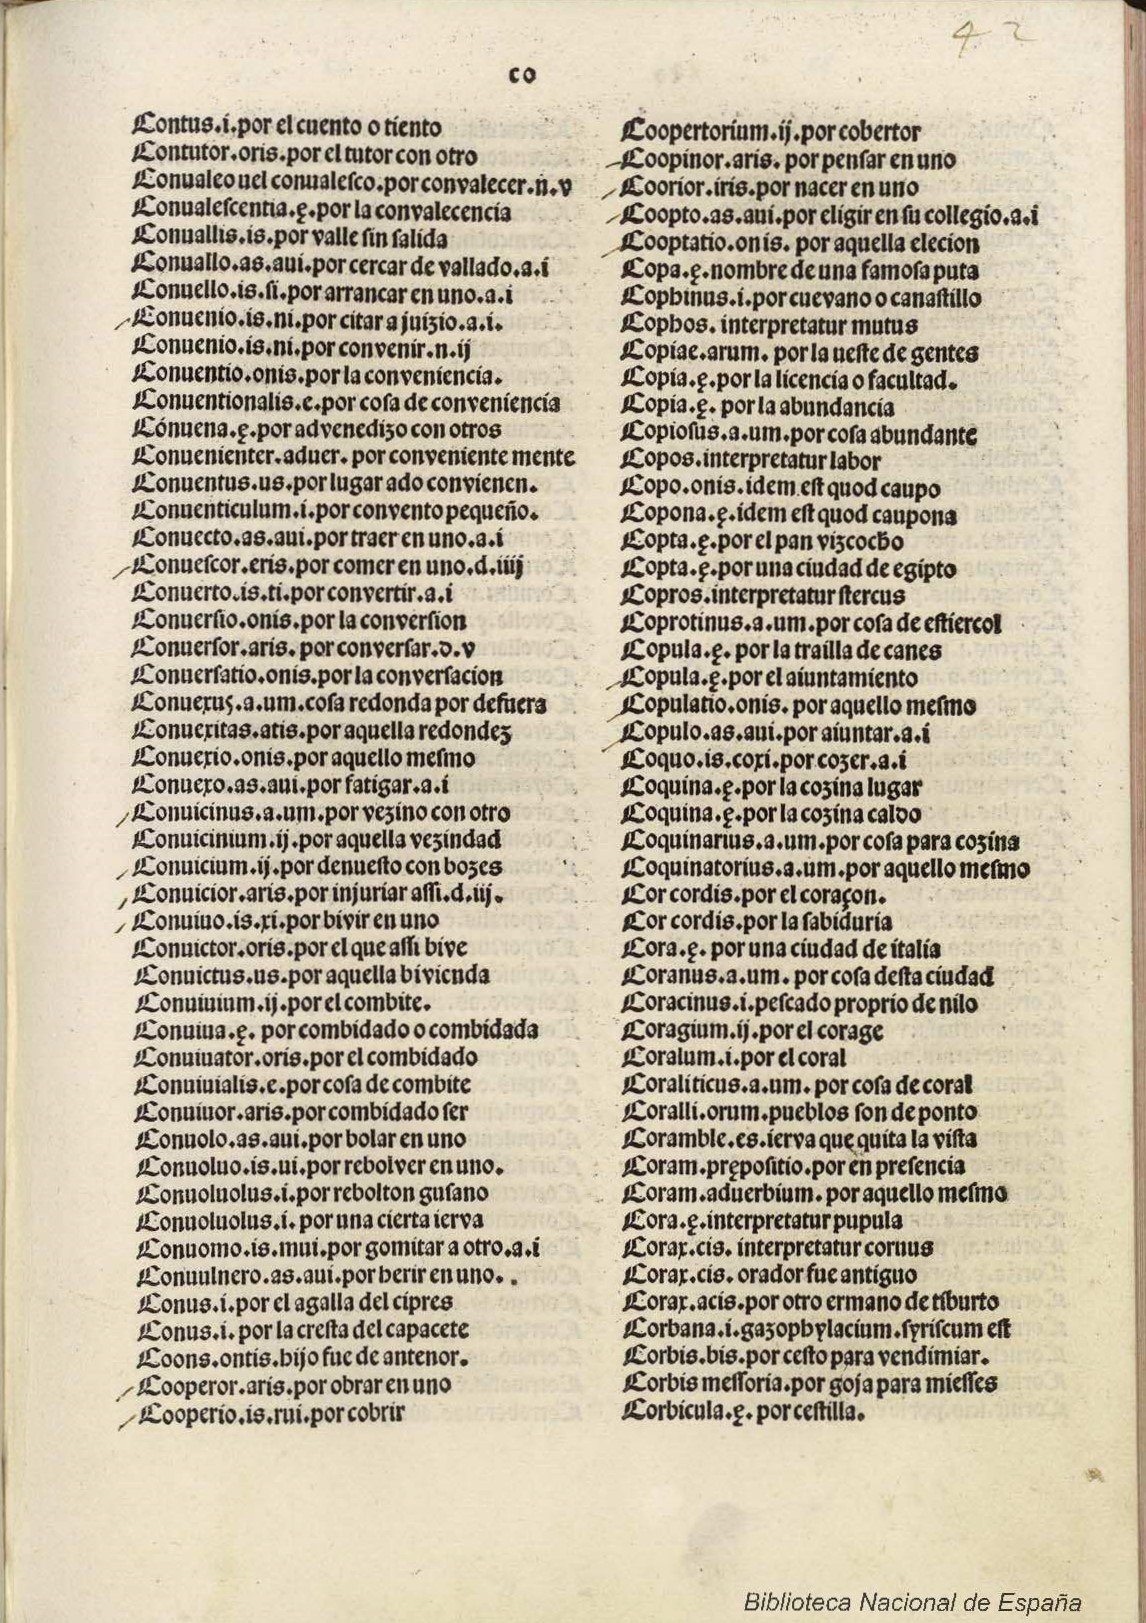 42
co
Contus.i.por el cuento o tiento
Contutor.oris.por el tutor con otro
Conualeo uel conualesco.por convalecer.n.v
Conualescentia.ę.por la convalecencia
Conuallis.is.por valle sin salida
Conuallo.as.aui.por cercar de vallado.a.i
Conuello.is.si.por arrancar en uno.a.i
Conuenio.is.ni.por citar a juizio.a.i.
Conuenio.is.ni.por convenir.n.ij
Conuentio.onis.por la conveniencia.
Conuentionalis.e.por cosa de conveniencia
Cónuena.ę.por advenedizo con otros
Conuenienter.aduer.por conveniente mente
Conuentus.us.por lugar ado convienen.
Conuenticulum.i.por convento pequeño.
Conuecto.as.aui.por traer en uno.a.i
Conuescor.eris.por comer en uno.d.iiij
Conuerto.is.ti.por convertir.a.i
Conuersio.onis.por la conversion
Conuersor.aris.por conversar.d.v
Conuersatio.onis.por la conversacion
Conuexus.a.um.cosa redonda por defuera
Conuexitas.atis.por aquella redondez
Conuexio.onis.por aquello mesmo
Conuexo.as.aui.por fatigar.a.i
Conuicinus.a.um.por vezino con otro
Conuicinium.ij.por aquella vezindad
Conuicium.ij.por denuesto con bozes
Conuicior.aris.por injuriar assi.d.iij.
Conuiuo.is.xi.por bivir en uno
Conuictor.oris.por el que assi bive
Conuictus.us.por aquella bivienda
Conuiuium.ij.por el combite.
Conuiua.ę.por combidado o combidada
Conuiuator.oris.por el combidado
Conuiuialis.e.por cosa de combite
Conuiuor.aris.por combidado ser
Conuolo.as.aui.por bolar en uno
Conuoluo.is.ui.por rebolver en uno.
Conuoluolus.i.por rebolton gusano
Conuoluolus.i.por una cierta ierva
Conuomo.is.mui.por gomitar a otro.a.i
Conuulnero.as.aui.por herir en uno..
Conus.i.por el agalla del cipres
Conus.i.por la cresta del capacete
Coons.ontis.hijo fue de antenor.
Cooperor.aris.por obrar en uno
Cooperio.is.rui.por cobrir
Coopertorium.ij.por cobertor
Coopinor.aris.por pensar en uno
Coorior.iris.por nacer en uno
Coopto.as.aui.por eligir en su collegio.a.i
Cooptatio.onis.por aquella elecion
Copa.ę.nombre de una famosa puta
Cophinus.i.por cuevano o canastillo
Cophos.interpretatur mutus
Copiae.arum.por la ueste de gentes
Copia.ę.por la licencia o facultad.
Copia.ę.por la abundancia
Copiosus.a.um.por cosa abundante
Copos.interpretatur labor
Copo.onis.idem est quod caupo
Copona.ę.idem est quod caupona
Copta.ę.por el pan vizcocho
Copta.ę.por una ciudad de egipto
Copros.interpretatur stercus
Coprotinus.a.um.por cosa de estiercol
Copula.ę.por la trailla de canes
Copula.ę.por el aiuntamiento
Copulatio.onis.por aquello mesmo
Copulo.as.aui.por aiuntar.a.i
Coquo.is.coxi.por cozer.a.i
Coquina.ę.por la cozina lugar
Coquina.ę.por la cozina caldo
Coquinarius.a.um.por cosa para cozina
Coquinatorius.a.um.por aquello mesmo
Cor cordis.por el coraçon.
Cor cordis.por la sabiduria
Cora.ę.por una ciudad de italia
Coranus.a.um.por cosa desta ciudad
Coracinus.i.pescado proprio de nilo
Coragium.ij.por el corage
Coralum.i.por el coral
Coraliticus.a.um.por cosa de coral
Coralli.orum.pueblos son de ponto
Coramble.es.ierva que quita la vista
Coram.prępositio.por en presencia
Coram.aduerbium.por aquello mesmo
Cora.ę.interpretatur pupula
Corax.cis.interpretatur coruus
Corax.cis.orador fue antiguo
Corax.acis.por otro ermano de tiburto
Corbana.i.gazophylacium.syriscum est
Corbis.bis.por cesto para vendimiar.
Corbis messoria.por goja para miesses
Corbicula.ę.por cestilla.
Biblioteca Nacional de España